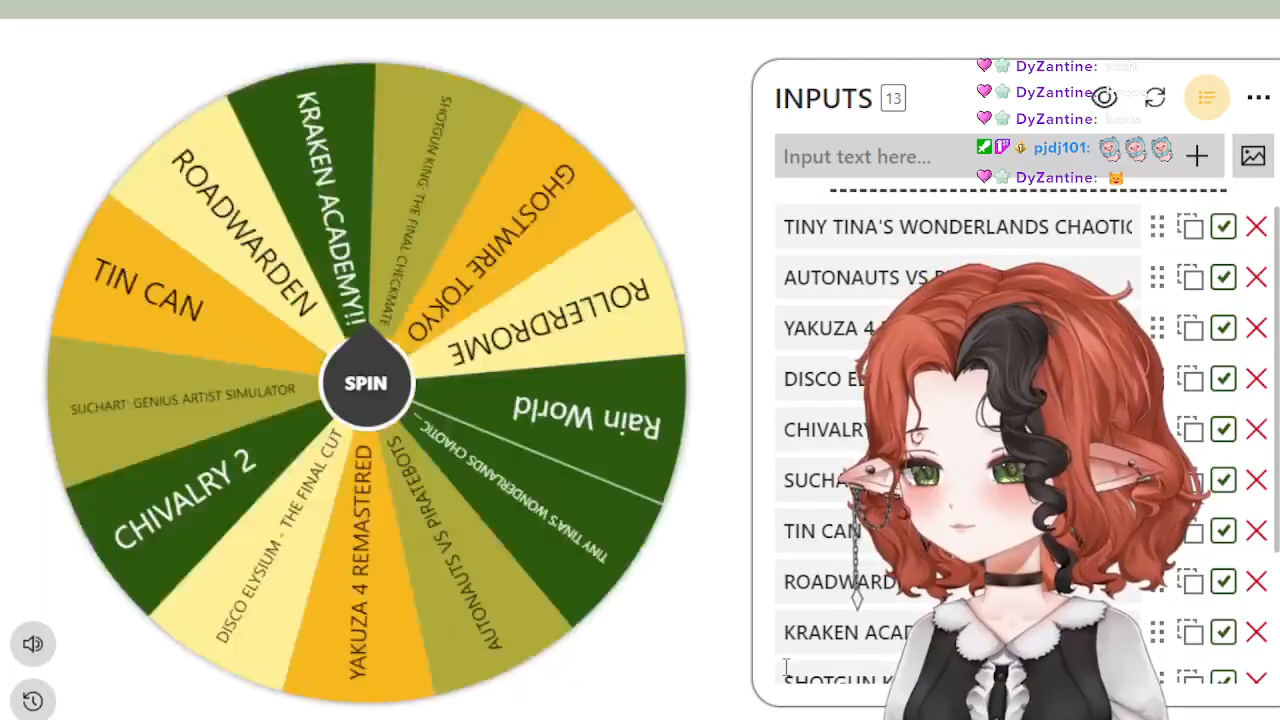 KRAKEN ACADEMY!!
SHOTGUN KING: THE FINAL CHECKMATE
GHOSTWIRE TOKYO
ROLLERDROME
Rain World
TINY TINA'S WONDERLANDS CHAOTIC...
AUTONAUTS VS PIRATEBOTS
YAKUZA 4 REMASTERED
DISCO ELYSIUM - THE FINAL CUT
CHIVALRY 2
SUCHART: GENIUS ARTIST SIMULATOR
TIN CAN
ROADWARDEN
SPIN
INPUTS 13
Input text here...
DyZantine:
DyZantine:
DyZantine:
pjdj101:
DyZantine:
TINY TINA'S WONDERLANDS CHAOTIC
AUTONAUTS VS
YAKUZA 4
DISCO EL
CHIVALRY
SUCHA
TIN CAN
ROADWARD
KRAKEN ACAD
SHOTGUN K